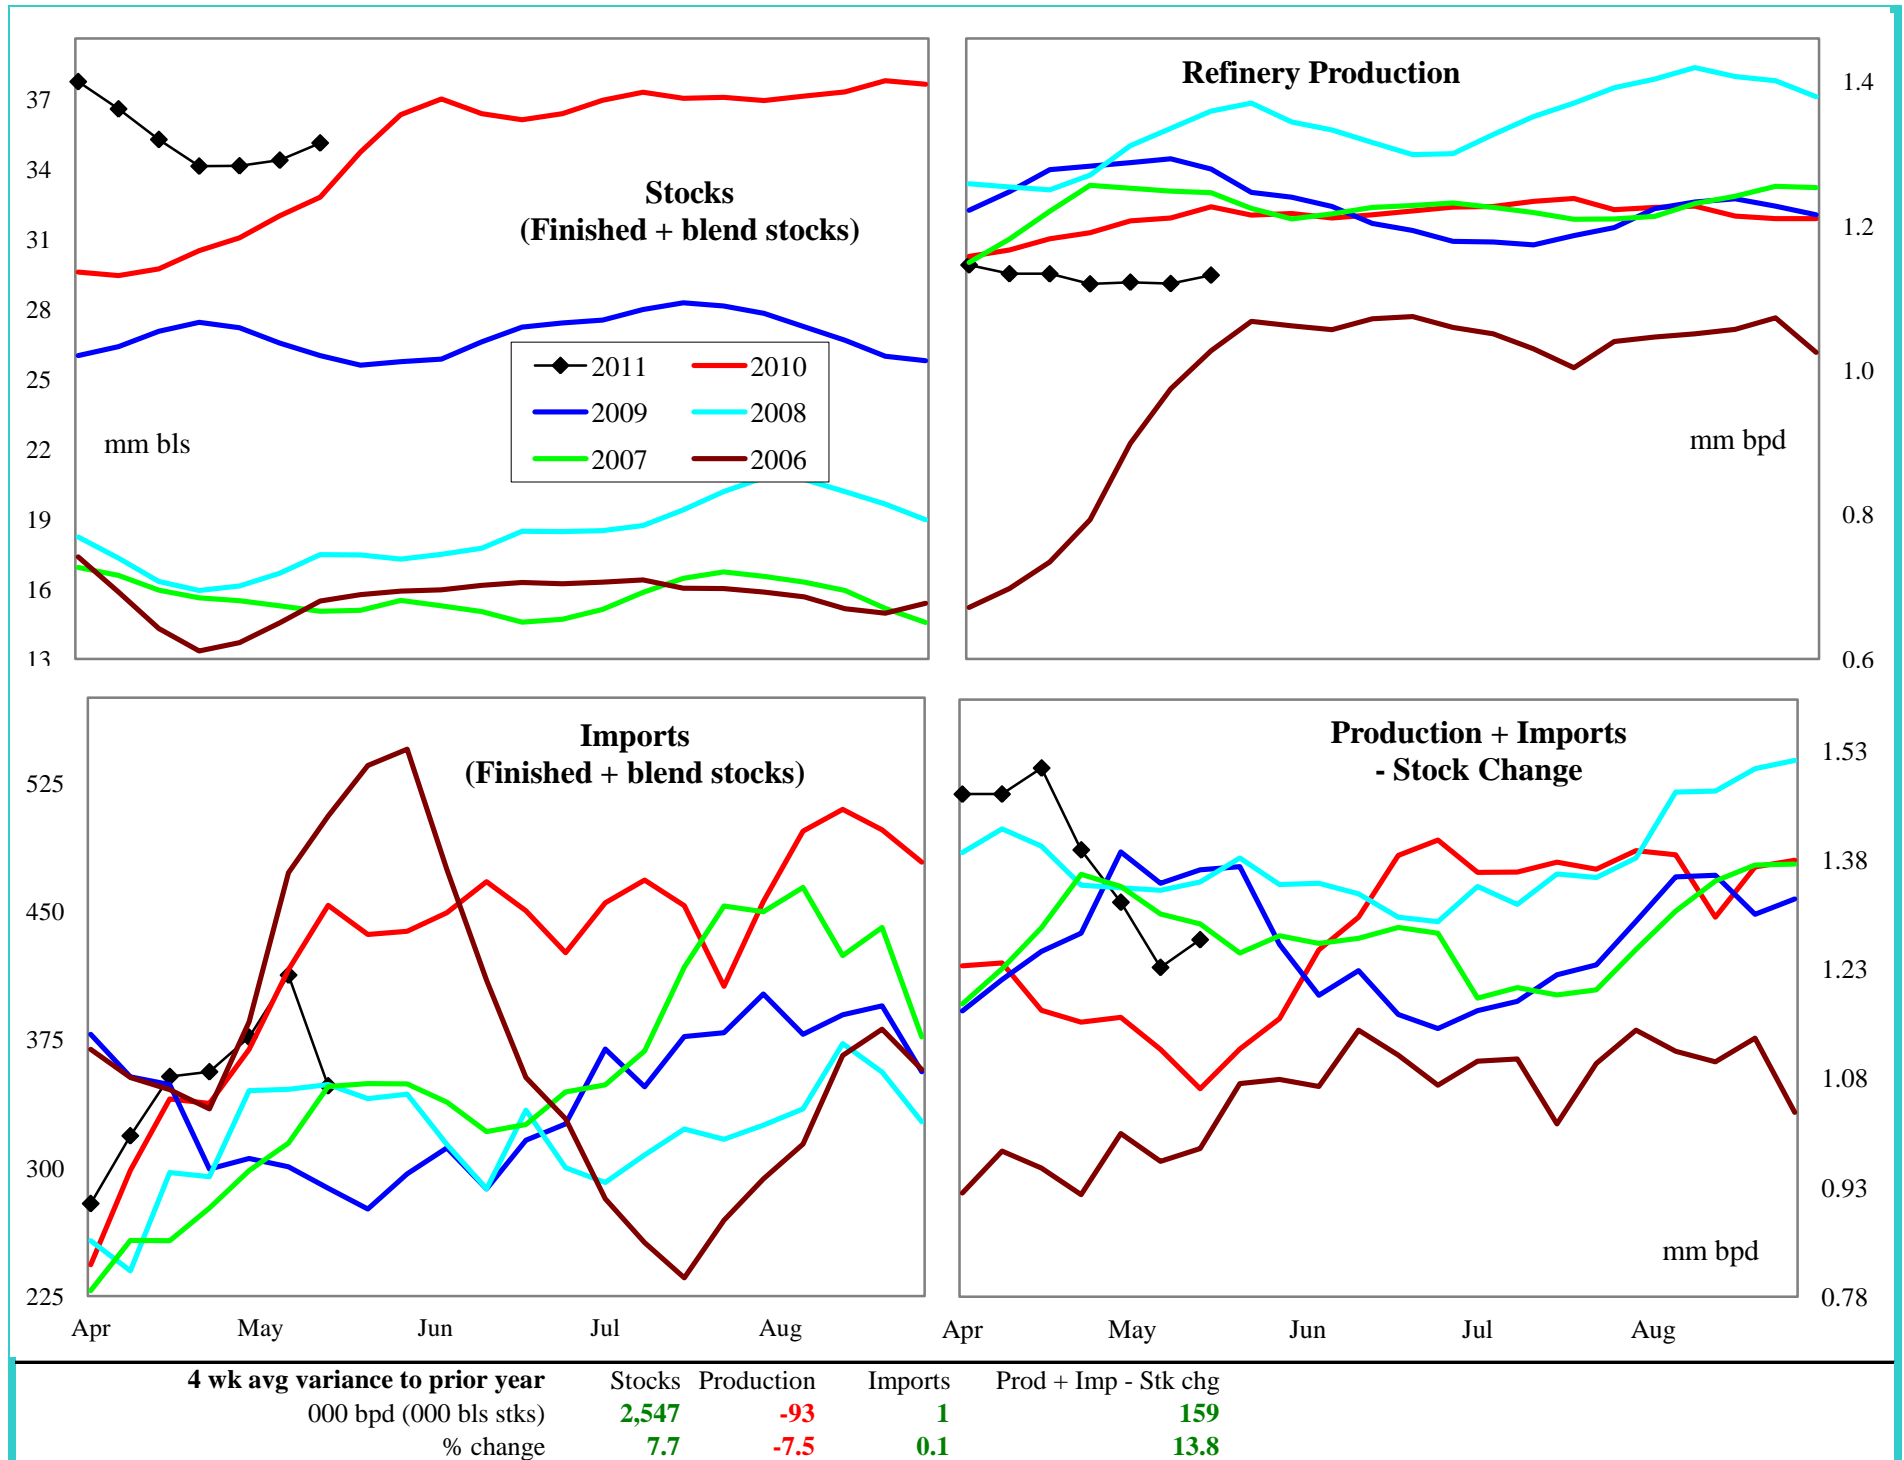 37
34
31
28
25
22
19
16
13
Stocks
(Finished + blend stocks)
mm bls
2011 2010
2009 2008
2007 2006
Refinery Production
mm bpd
1.4
1.2
1.0
0.8
0.6
Imports
(Finished + blend stocks)
525
450
375
300
225
Apr May Jun Jul Aug
Production + Imports
- Stock Change
mm bpd
1.53
1.38
1.23
1.08
0.93
0.78
Apr May Jun Jul Aug
4 wk avg variance to prior year Stocks Production Imports Prod + Imp - Stk chg
000 bpd (000 bls stks) 2,547 -93 1 159
% change 7.7 -7.5 0.1 13.8